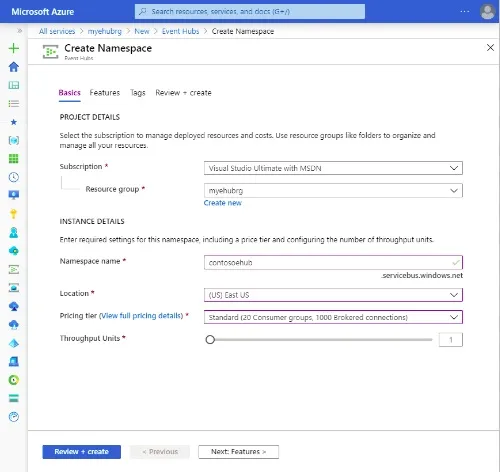 Microsoft Azure
Search resources, services, and docs (G+/)
...
All services > myehubrg > New > Event Hubs > Create Namespace
Create Namespace
Event Hubs
Basics Features Tags Review + create
PROJECT DETAILS
Select the subscription to manage deployed resources and costs. Use resource groups like folders to organize and
manage all your resources.
Subscription * Visual Studio Ultimate with MSDN
Resource group * myehubrg
Create new
INSTANCE DETAILS
Enter required settings for this namespace, including a price tier and configuring the number of throughput units.
Namespace name * contosoehub
.servicebus.windows.net
Location * (US) East US
Pricing tier (View full pricing details) * Standard (20 Consumer groups, 1000 Brokered connections)
Throughput Units * 1
Review + create < Previous Next: Features >